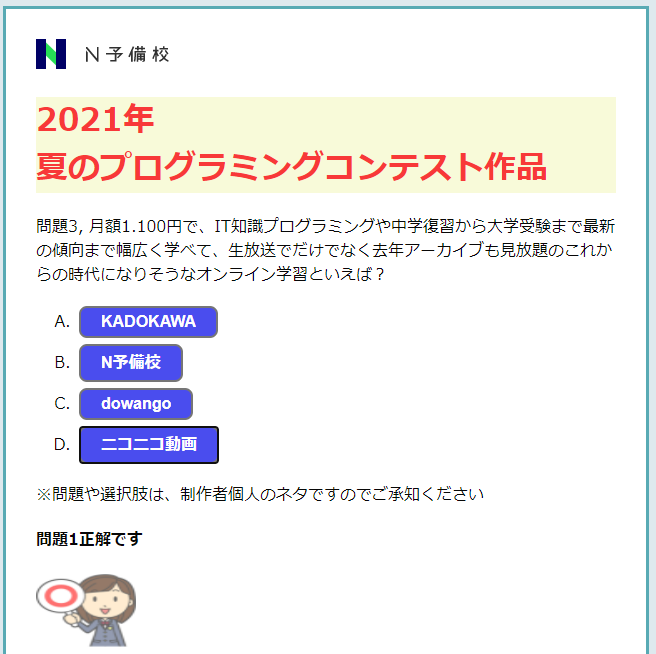 N予備校
2021年
夏のプログラミングコンテスト作品
問題3, 月額1.100円で、IT知識プログラミングや中学復習から大学受験まで最新
の傾向まで幅広く学べて、生放送でだけでなく去年アーカイブも見放題のこれか
らの時代になりそうなオンライン学習といえば？
A. KADOKAWA
B. N予備校
C. dowango
D. ニコニコ動画
※問題や選択肢は、制作者個人のネタですのでご承知ください
問題1正解です